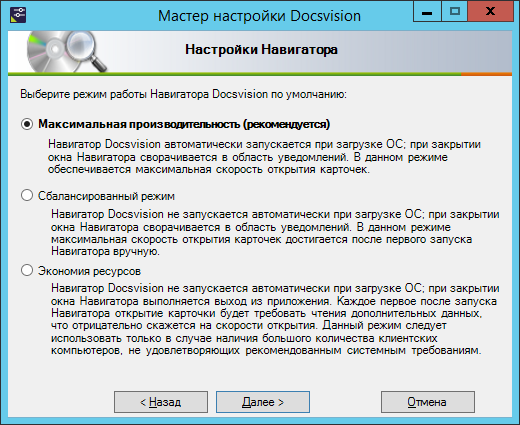 Мастер настройки Docsvision
Настройки Навигатора
Выберите режим работы Навигатора Docsvision по умолчанию:
Максимальная производительность (рекомендуется)
Навигатор Docsvision автоматически запускается при загрузке ОС; при закрытии
окна Навигатора сворачивается в область уведомлений. В данном режиме
обеспечивается максимальная скорость открытия карточек.
Сбалансированный режим
Навигатор Docsvision не запускается автоматически при загрузке ОС; при закрытии
окна Навигатора сворачивается в область уведомлений. В данном режиме
максимальная скорость открытия карточек достигается после первого запуска
Навигатора вручную.
Экономия ресурсов
Навигатор Docsvision не запускается автоматически при загрузке ОС; при закрытии
окна Навигатора выполняется выход из приложения. Каждое первое после запуска
Навигатора открытие карточки будет требовать чтения дополнительных данных,
что отрицательно скажется на скорости открытия. Данный режим следует
использовать только в случае наличия большого количества клиентских
компьютеров, не удовлетворяющих рекомендованным системным требованиям.
< Назад Далее > Отмена